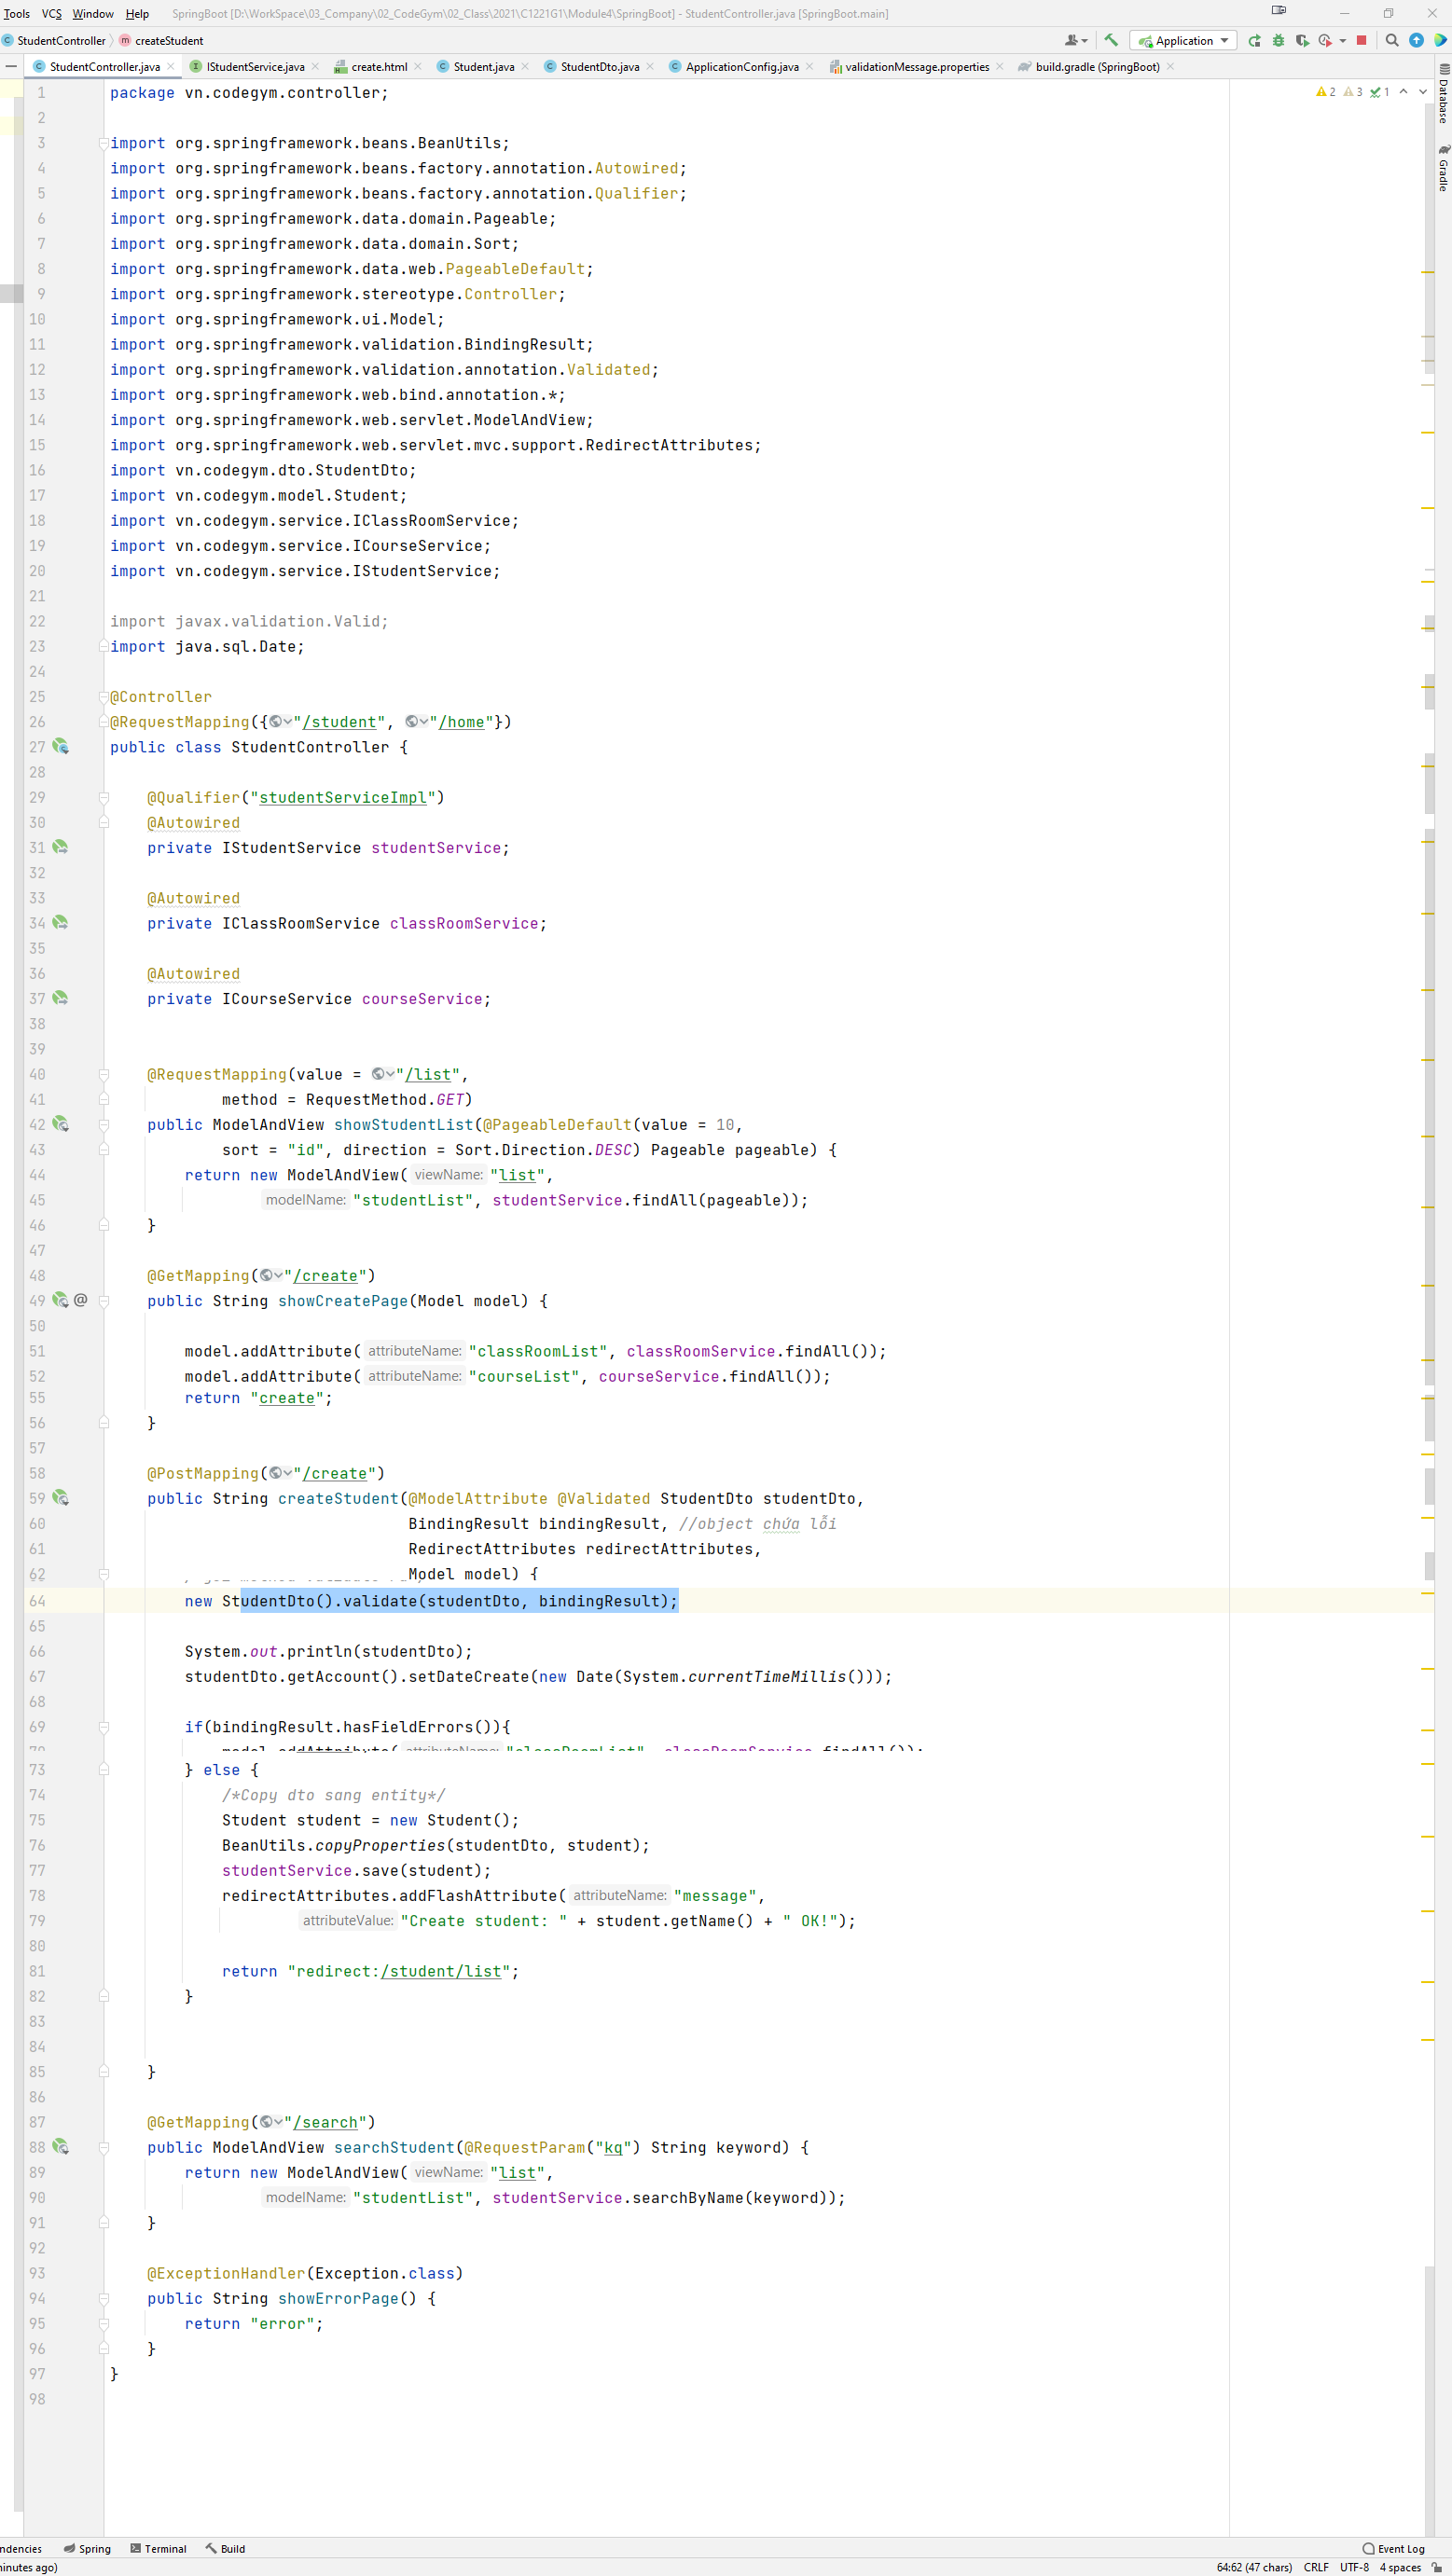 Tools VCS Window Help SpringBoot [D:\WorkSpace\03_Company\02_CodeGym\02_Class\2021\C1221G1\Module4\SpringBoot] - StudentController.java [SpringBoot.main]
StudentController createStudent Application
StudentController.java IStudentService.java create.html Student.java StudentDto.java ApplicationConfig.java validationMessage.properties build.gradle (SpringBoot)
2 3 1
Database
Gradle
1 package vn.codegym.controller;
2
3 import org.springframework.beans.BeanUtils;
4 import org.springframework.beans.factory.annotation.Autowired;
5 import org.springframework.beans.factory.annotation.Qualifier;
6 import org.springframework.data.domain.Pageable;
7 import org.springframework.data.domain.Sort;
8 import org.springframework.data.web.PageableDefault;
9 import org.springframework.stereotype.Controller;
10 import org.springframework.ui.Model;
11 import org.springframework.validation.BindingResult;
12 import org.springframework.validation.annotation.Validated;
13 import org.springframework.web.bind.annotation.*;
14 import org.springframework.web.servlet.ModelAndView;
15 import org.springframework.web.servlet.mvc.support.RedirectAttributes;
16 import vn.codegym.dto.StudentDto;
17 import vn.codegym.model.Student;
18 import vn.codegym.service.IClassRoomService;
19 import vn.codegym.service.ICourseService;
20 import vn.codegym.service.IStudentService;
21
22 import javax.validation.Valid;
23 import java.sql.Date;
24
25 @Controller
26 @RequestMapping({"/student", "/home"})
27 public class StudentController {
28
29 @Qualifier("studentServiceImpl")
30 @Autowired
31 private IStudentService studentService;
32
33 @Autowired
34 private IClassRoomService classRoomService;
35
36 @Autowired
37 private ICourseService courseService;
38
39
40 @RequestMapping(value = "/list",
41 method = RequestMethod.GET)
42 public ModelAndView showStudentList(@PageableDefault(value = 10,
43 sort = "id", direction = Sort.Direction.DESC) Pageable pageable) {
44 return new ModelAndView( viewName: "list",
45 modelName: "studentList", studentService.findAll(pageable));
46 }
47
48 @GetMapping("/create")
49 @ public String showCreatePage(Model model) {
50
51 model.addAttribute( attributeName: "classRoomList", classRoomService.findAll());
52 model.addAttribute( attributeName: "courseList", courseService.findAll());
55 return "create";
56 }
57
58 @PostMapping("/create")
59 public String createStudent(@ModelAttribute @Validated StudentDto studentDto,
60 BindingResult bindingResult, //object chứa lỗi
61 RedirectAttributes redirectAttributes,
62 Model model) {
64 new StudentDto().validate(studentDto, bindingResult);
65
66 System.out.println(studentDto);
67 studentDto.getAccount().setDateCreate(new Date(System.currentTimeMillis()));
68
69 if(bindingResult.hasFieldErrors()){
70 model.addAttribute( attributeName: "classRoomList", classRoomService.findAll());
73 } else {
74 /*Copy dto sang entity*/
75 Student student = new Student();
76 BeanUtils.copyProperties(studentDto, student);
77 studentService.save(student);
78 redirectAttributes.addFlashAttribute( attributeName: "message",
79 attributeValue: "Create student: " + student.getName() + " OK!");
80
81 return "redirect:/student/list";
82 }
83
84
85 }
86
87 @GetMapping("/search")
88 public ModelAndView searchStudent(@RequestParam("kq") String keyword) {
89 return new ModelAndView( viewName: "list",
90 modelName: "studentList", studentService.searchByName(keyword));
91 }
92
93 @ExceptionHandler(Exception.class)
94 public String showErrorPage() {
95 return "error";
96 }
97 }
98
ndencies Spring Terminal Build Event Log
inutes ago) 64:62 (47 chars) CRLF UTF-8 4 spaces